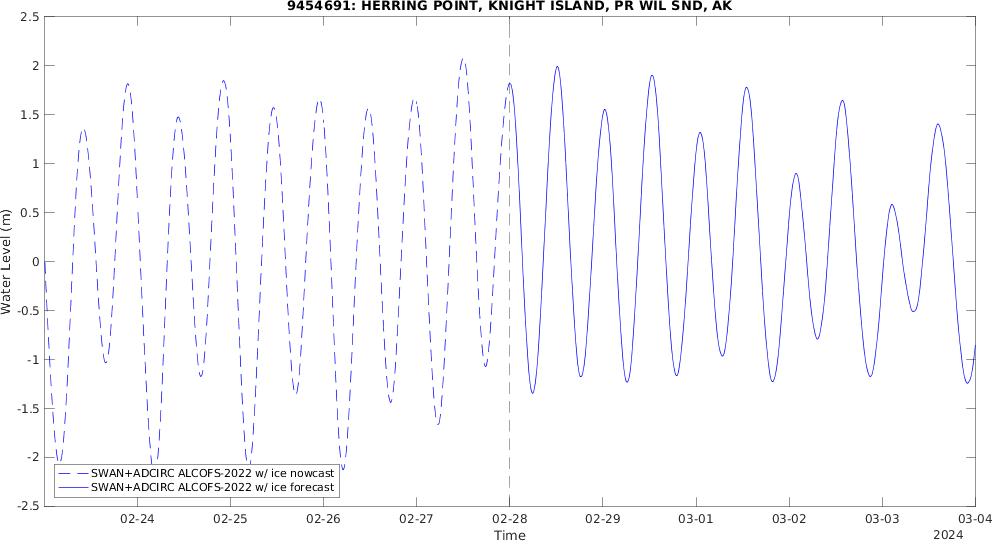 9454691: HERRING POINT, KNIGHT ISLAND, PR WIL SND, AK
2.5
2
1.5
1
0.5
0
-0.5
-1
-1.5
-2
-2.5
Water Level (m)
SWAN+ADCIRC ALCOFS-2022 w/ ice nowcast
SWAN+ADCIRC ALCOFS-2022 w/ ice forecast
02-24 02-25 02-26 02-27 02-28 02-29 03-01 03-02 03-03 03-04
Time
2024